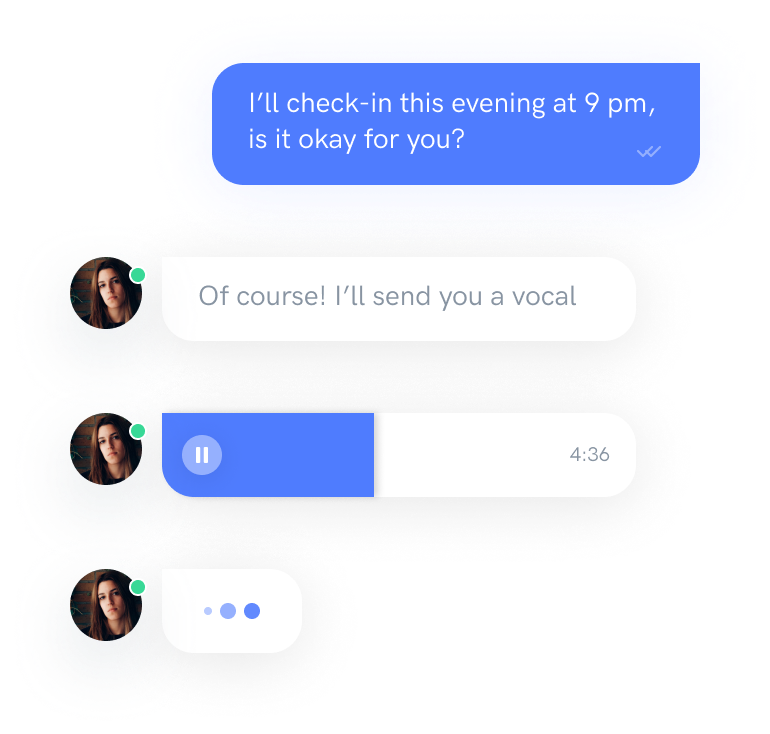 I’ll check-in this evening at 9 pm,
is it okay for you?
Of course! I’ll send you a vocal
4:36